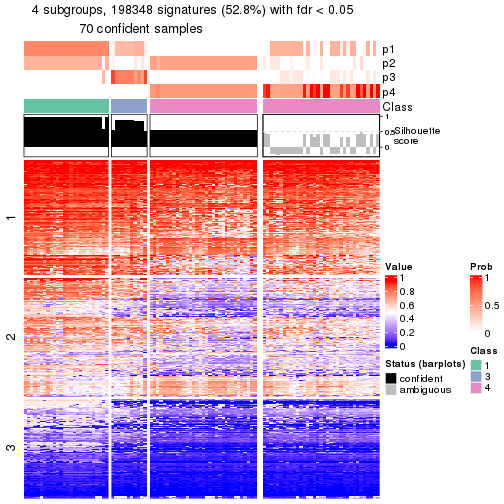 4 subgroups, 198348 signatures (52.8%) with fdr < 0.05
70 confident samples
p1
p2
p3
p4
Class
1
0.5
0
Silhouette
score
1
2
3
Value
1
0.8
0.6
0.4
0.2
0
Prob
1
0.5
0
Status (barplots)
confident
ambiguous
Class
1
3
4